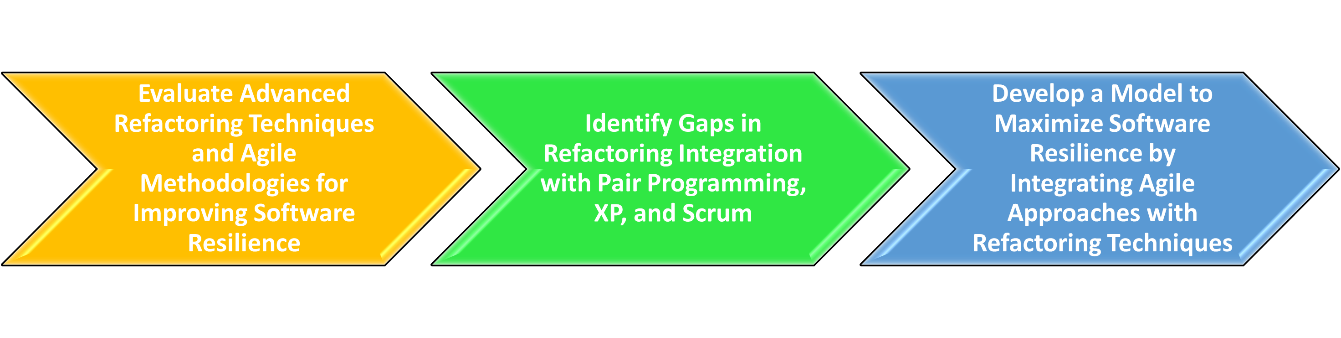 Evaluate Advanced
Refactoring Techniques
and Agile
Methodologies for
Improving Software
Resilience
Identify Gaps in
Refactoring Integration
with Pair Programming,
XP, and Scrum
Develop a Model to
Maximize Software
Resilience by
Integrating Agile
Approaches with
Refactoring Techniques